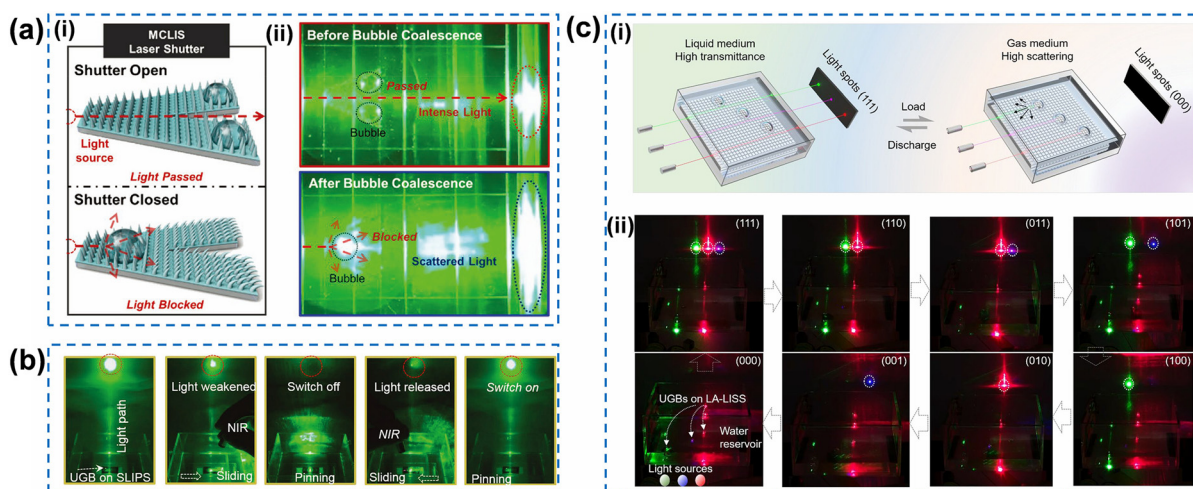 (a)
(i)
MCLIS
Laser Shutter
Shutter Open
Light source
Light Passed
Shutter Closed
Light Blocked
(ii)
Before Bubble Coalescence
Passed
Intense Light
Bubble
After Bubble Coalescence
Blocked
Scattered Light
Bubble
(b)
Light path
UGB on SLIPS
Light weakened
NIR
Sliding
Switch off
Pinning
Light released
NIR
Sliding
Switch on
Pinning
(c)
(i)
Liquid medium
High transmittance
Light spots (111)
Load
Discharge
Gas medium
High scattering
Light spots (000)
(ii)
(111)
(110)
(011)
(101)
(000)
UGBs on LA-LISS
Water
reservoir
Light sources
(001)
(010)
(100)